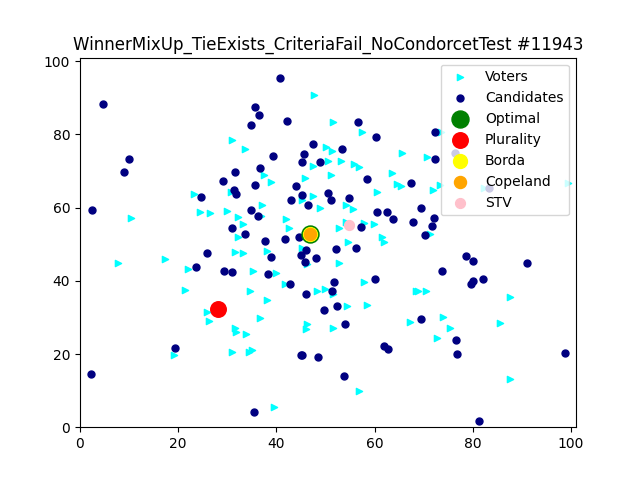 WinnerMixUp_TieExists_CriteriaFail_NoCondorcetTest #11943
100
80
60
40
20
0
0
20
40
60
80
100
Voters
Candidates
Optimal
Plurality
Borda
Copeland
STV